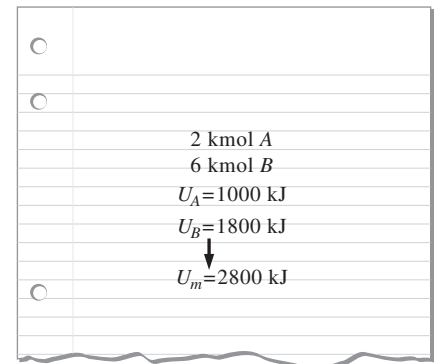 2 kmol A
6 kmol B
U_A=1000 kJ
U_B=1800 kJ
U_m=2800 kJ